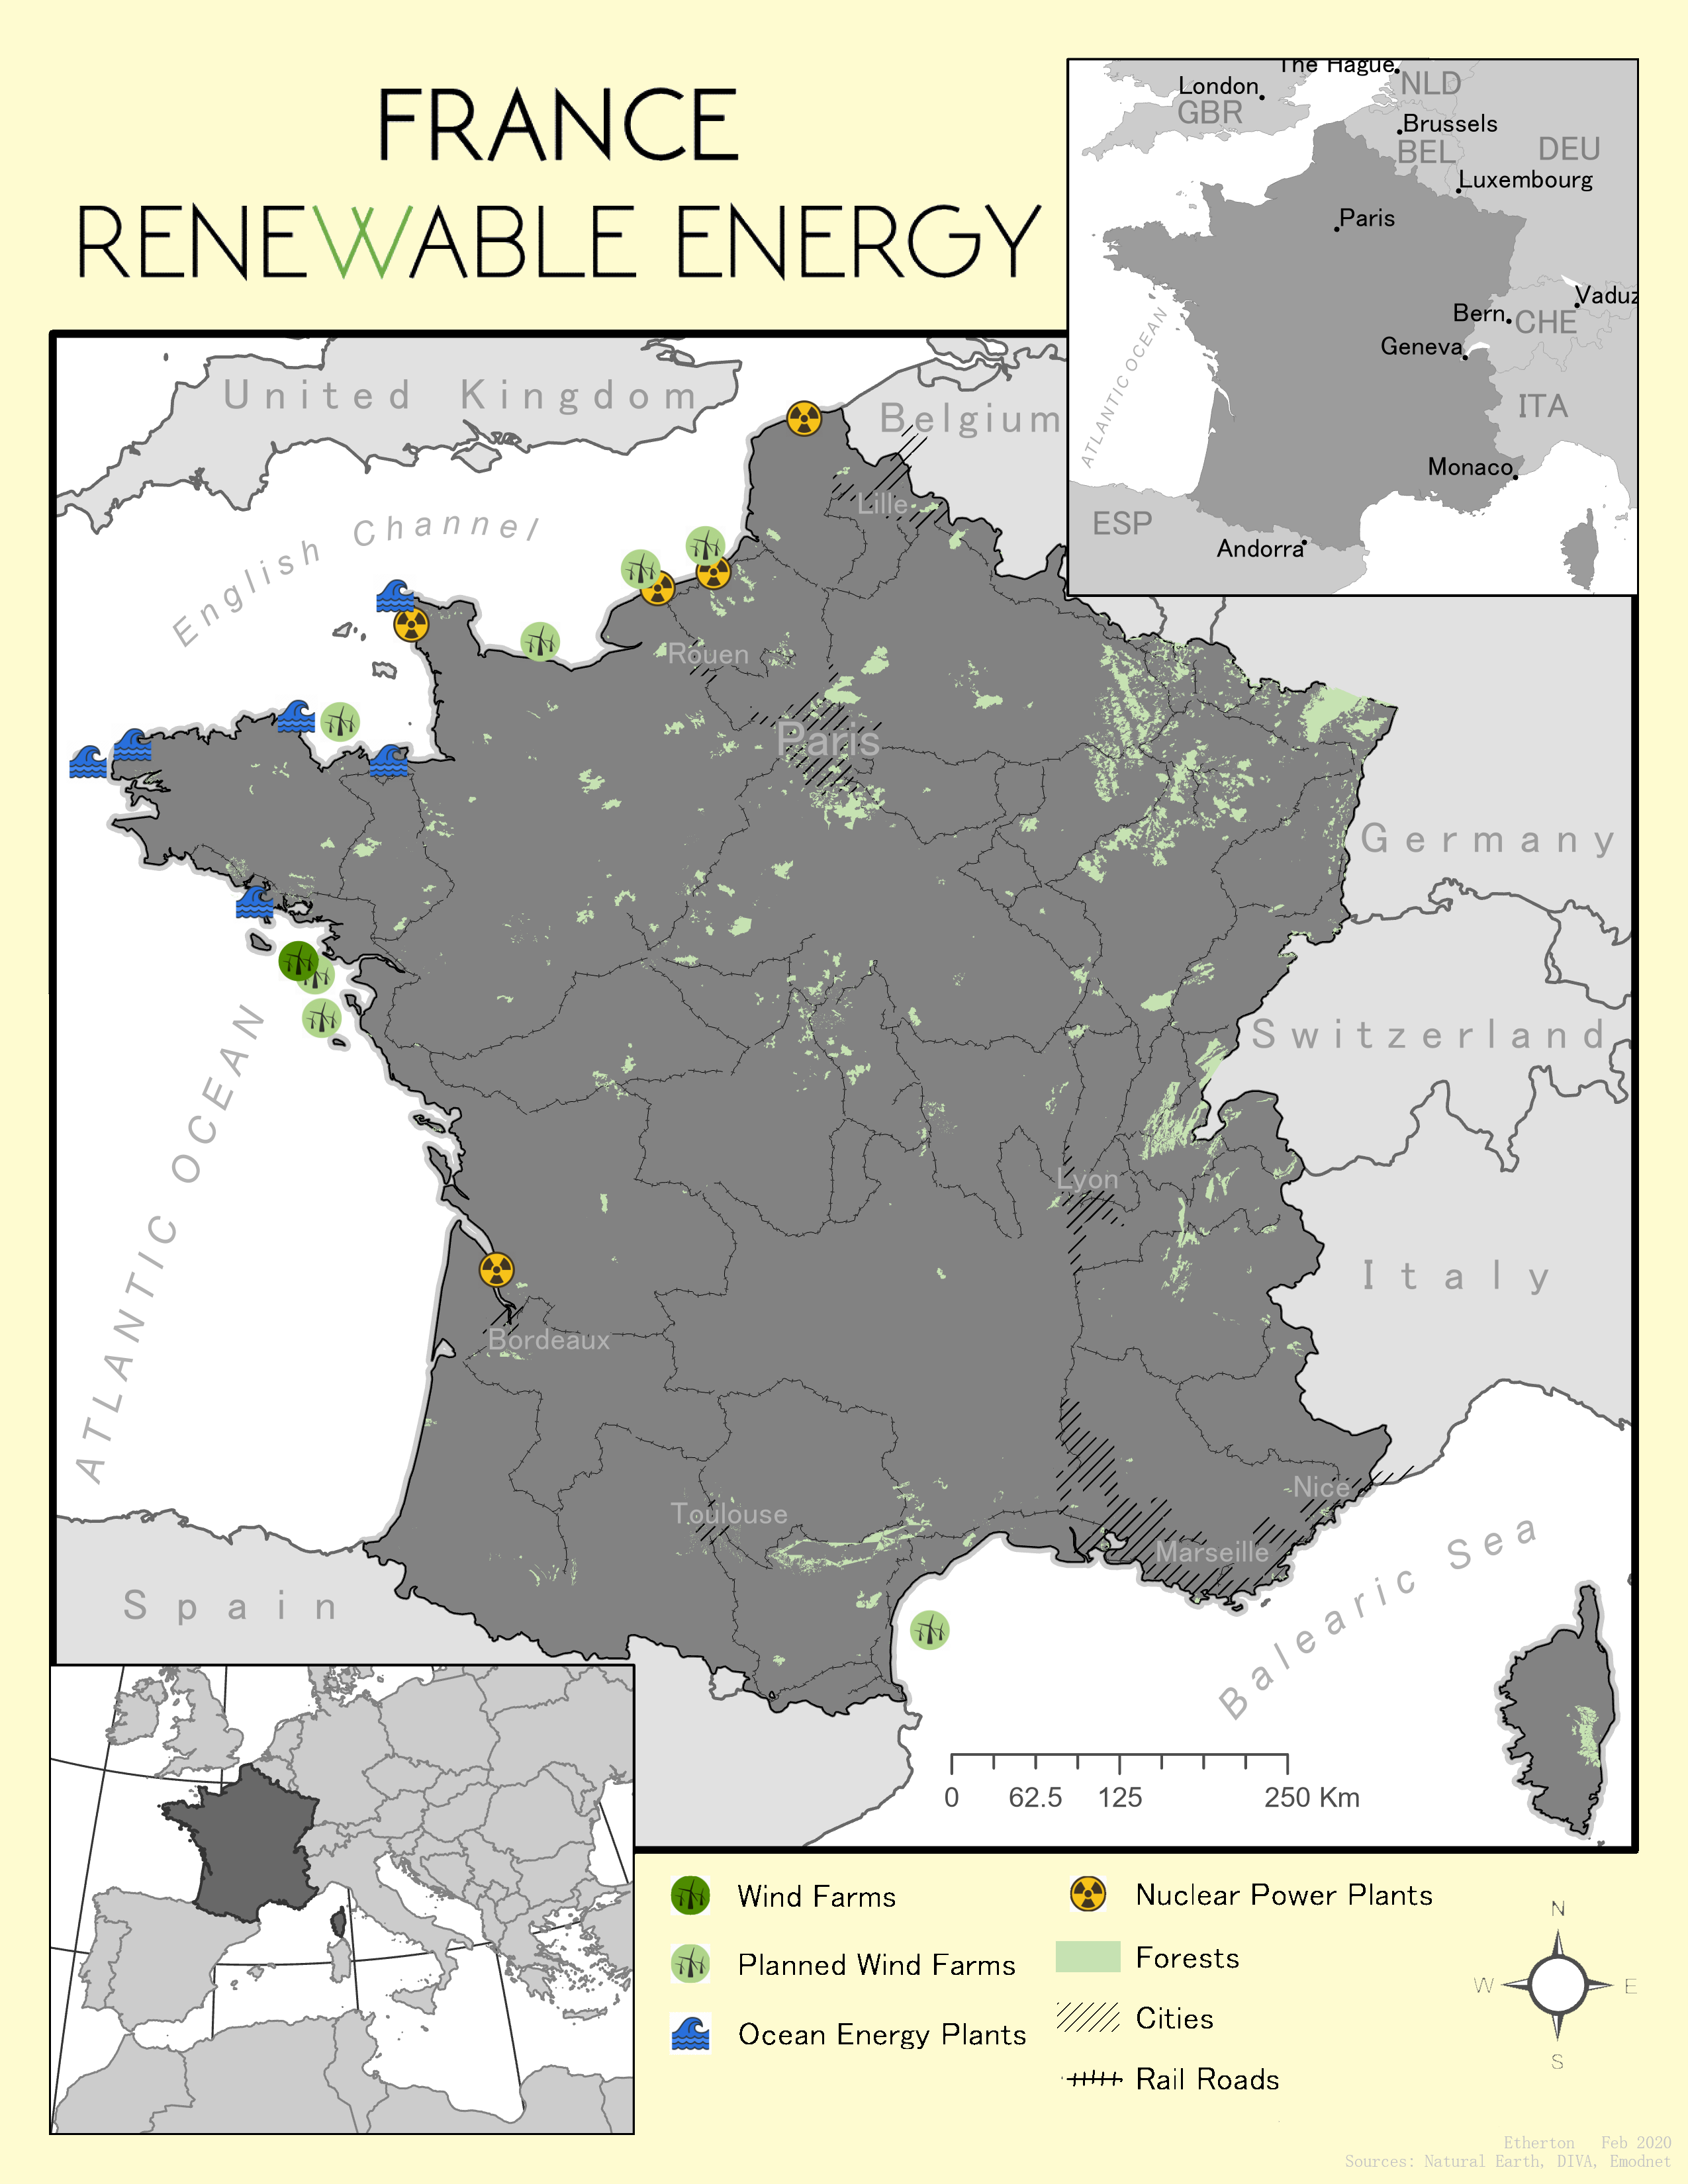 FRANCE
RENEWABLE ENERGY
The Hague
London
NLD
GBR
Brussels
BEL
DEU
Luxembourg
Paris
Vaduz
Bern
CHE
Geneva
ATLANTIC OCEAN
ITA
Monaco
ESP
Andorra
United Kingdom
Belgium
Lille
English Channel
Rouen
Paris
Germany
Switzerland
ATLANTIC OCEAN
Lyon
Italy
Bordeaux
Nice
Toulouse
Marseille
Spain
Balearic Sea
0 62.5 125 250 Km
Wind Farms
Planned Wind Farms
Ocean Energy Plants
Nuclear Power Plants
Forests
Cities
Rail Roads
N
W E
S
Etherton Feb 2020
Sources: Natural Earth, DIVA, Emodnet